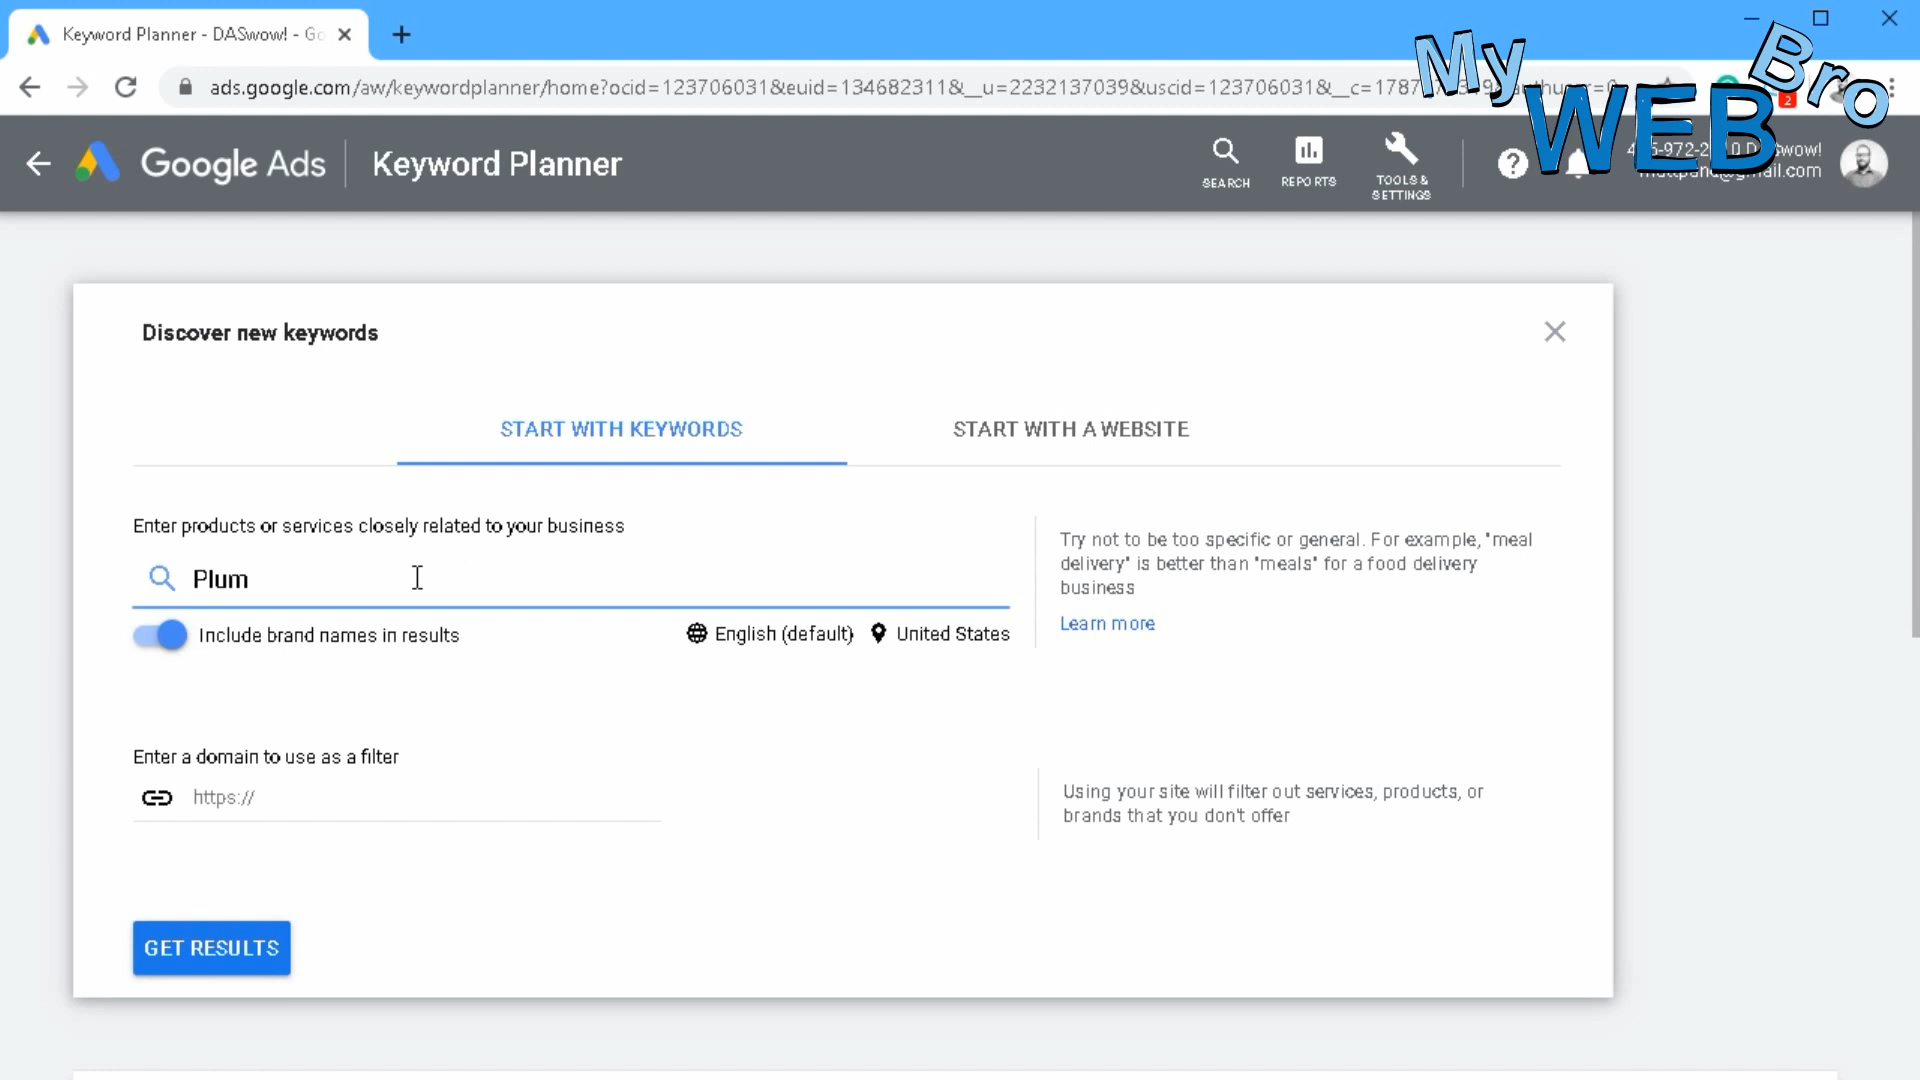 Keyword Planner - DASwow! - Go
ads.google.com/aw/keywordplanner/home?ocid=123706031&euid=134682311&__u=2232137039&uscid=123706031&__c=1787
My
WEB
Bro
2
Google Ads
Keyword Planner
SEARCH
REPORTS
TOOLS &
SETTINGS
Discover new keywords
START WITH KEYWORDS
START WITH A WEBSITE
Enter products or services closely related to your business
Plum
Include brand names in results
English (default)
United States
Try not to be too specific or general. For example, "meal
delivery" is better than "meals" for a food delivery
business
Learn more
Enter a domain to use as a filter
https://
Using your site will filter out services, products, or
brands that you don't offer
GET RESULTS